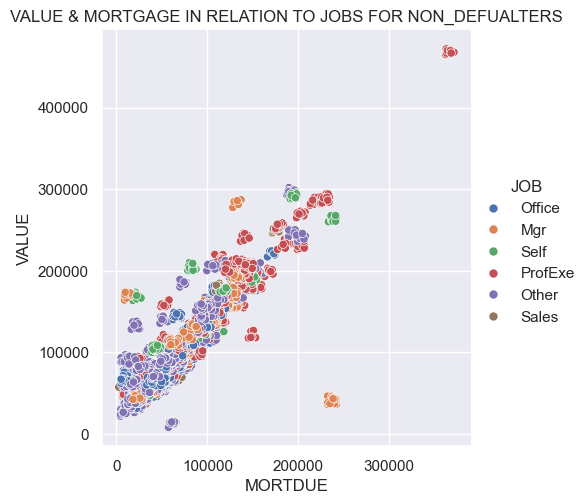 VALUE & MORTGAGE IN RELATION TO JOBS FOR NON_DEFUALTERS
400000
300000
200000
100000
0
VALUE
0
100000
200000
300000
MORTDUE
JOB
Office
Mgr
Self
ProfExe
Other
Sales